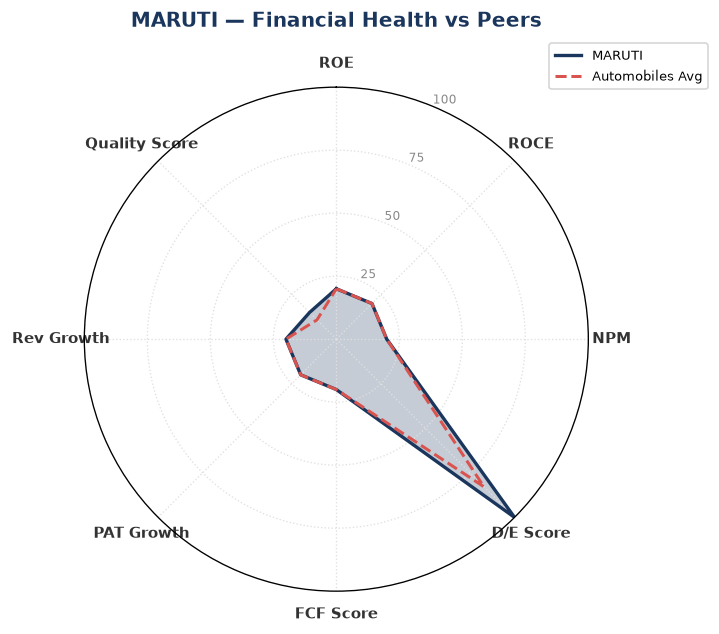 MARUTI — Financial Health vs Peers
MARUTI
Automobiles Avg
ROE
100
ROCE
Quality Score
75
50
25
Rev Growth
NPM
PAT Growth
D/E Score
FCF Score